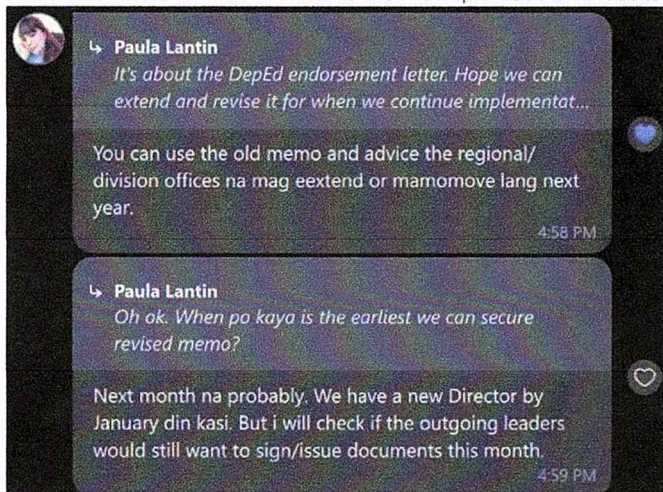 ↳ Paula Lantin
It's about the DepEd endorsement letter. Hope we can
extend and revise it for when we continue implementat...
You can use the old memo and advice the regional/
division offices na mag eextend or mamomove lang next
year.
4:58 PM
↳ Paula Lantin
Oh ok. When po kaya is the earliest we can secure
revised memo?
Next month na probably. We have a new Director by
January din kasi. But i will check if the outgoing leaders
would still want to sign/issue documents this month.
4:59 PM